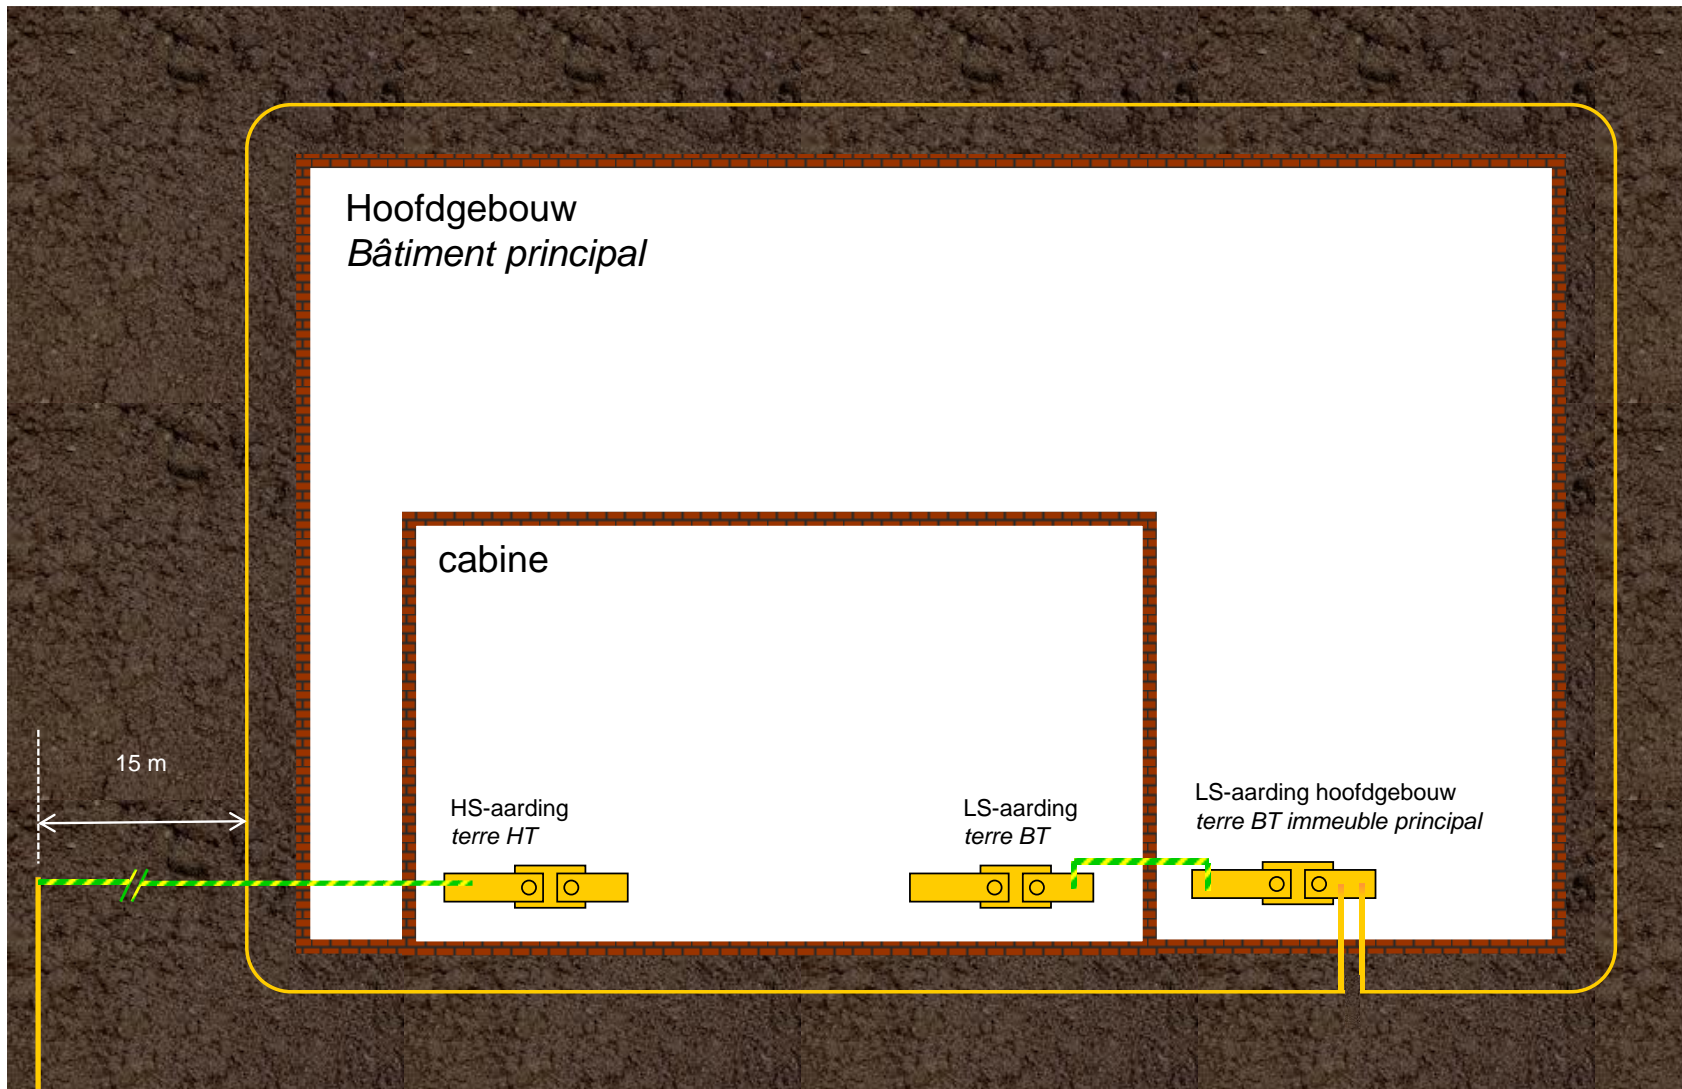 Hoofdgebouw
Bâtiment principal
cabine
15 m
HS-aarding
terre HT
LS-aarding
terre BT
LS-aarding hoofdgebouw
terre BT immeuble principal